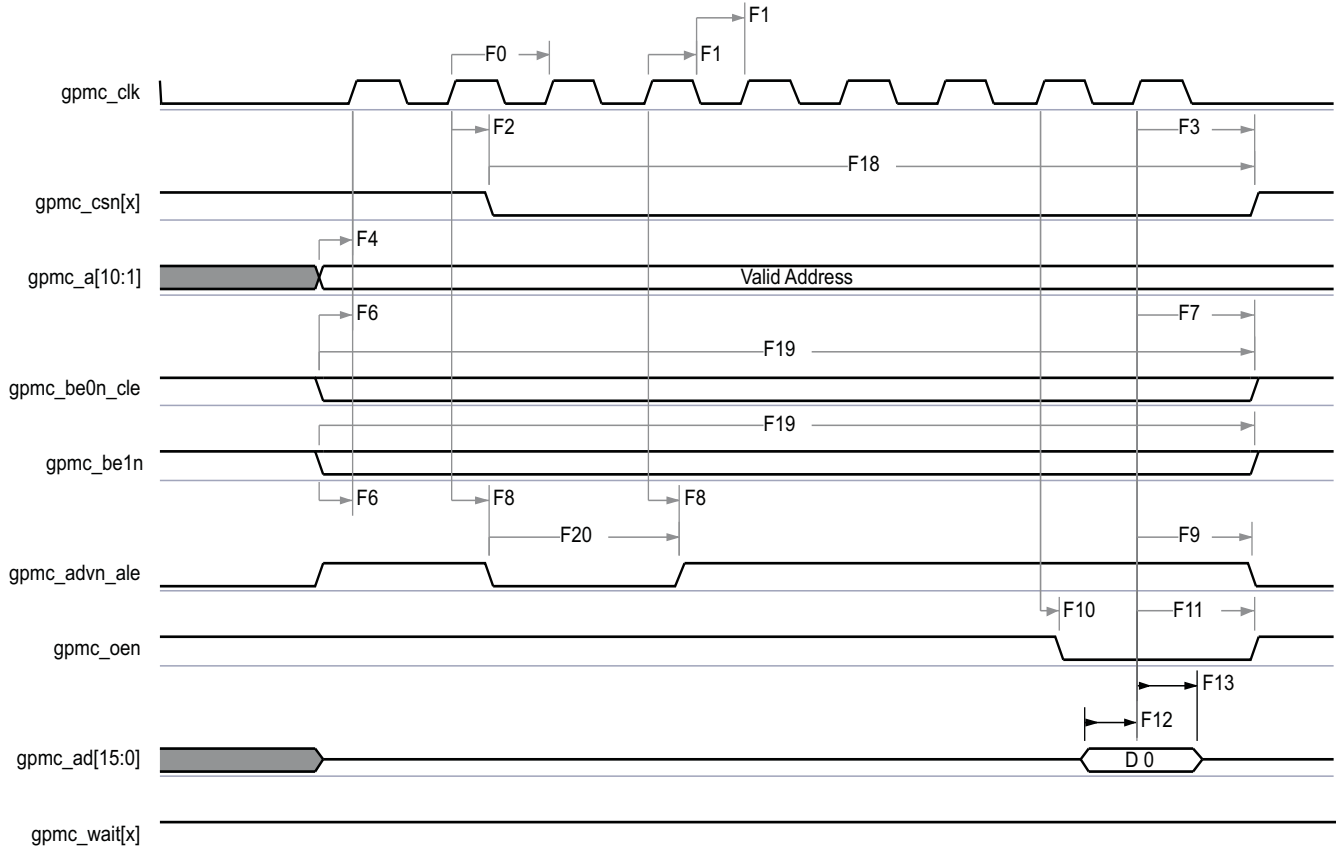 F1
F0 F1
gpmc_clk
F2 F3
F18
gpmc_csn[x]
F4
gpmc_a[10:1] Valid Address
F6 F7
F19
gpmc_be0n_cle
F19
gpmc_be1n
F6 F8 F8
F20 F9
gpmc_advn_ale
F10 F11
gpmc_oen
F13
F12
gpmc_ad[15:0] D 0
gpmc_wait[x]